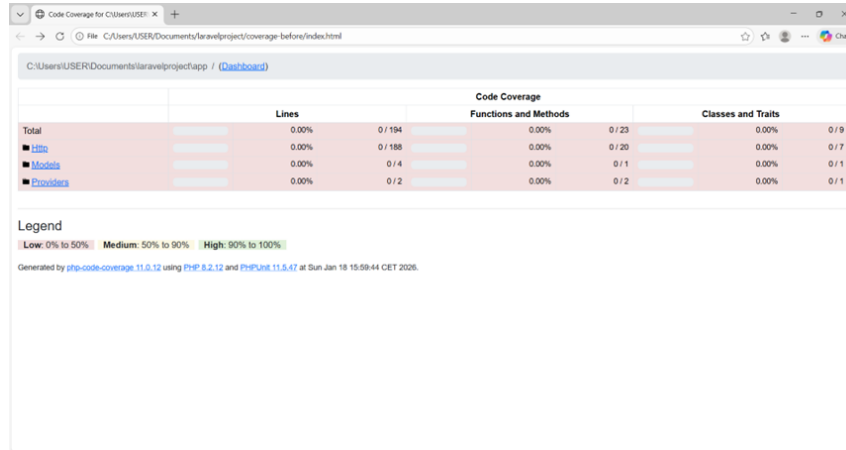 Code Coverage for C:\Users\USER\
File C:/Users/USER/Documents/laravelproject/coverage-before/index.html
C:\Users\USER\Documents\laravelproject\app / (Dashboard)
Code Coverage
Lines Functions and Methods Classes and Traits
Total 0.00% 0 / 194 0.00% 0 / 23 0.00% 0 / 9
Http 0.00% 0 / 188 0.00% 0 / 20 0.00% 0 / 7
Models 0.00% 0 / 4 0.00% 0 / 1 0.00% 0 / 1
Providers 0.00% 0 / 2 0.00% 0 / 2 0.00% 0 / 1
Legend
Low: 0% to 50% Medium: 50% to 90% High: 90% to 100%
Generated by php-code-coverage 11.0.12 using PHP 8.2.12 and PHPUnit 11.5.47 at Sun Jan 18 15:59:44 CET 2026.